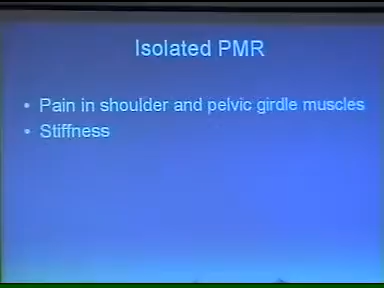 Isolated PMR
• Pain in shoulder and pelvic girdle muscles
• Stiffness